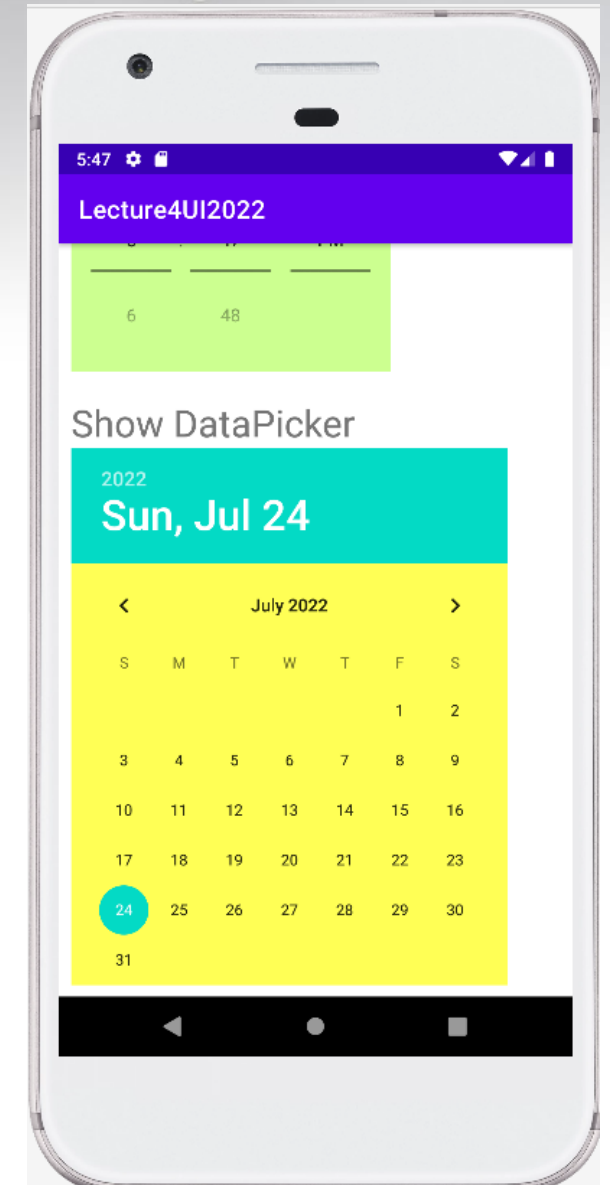 5:47
Lecture4UI2022
6 48
Show DataPicker
2022
Sun, Jul 24
July 2022
S M T W T F S
1 2
3 4 5 6 7 8 9
10 11 12 13 14 15 16
17 18 19 20 21 22 23
24 25 26 27 28 29 30
31